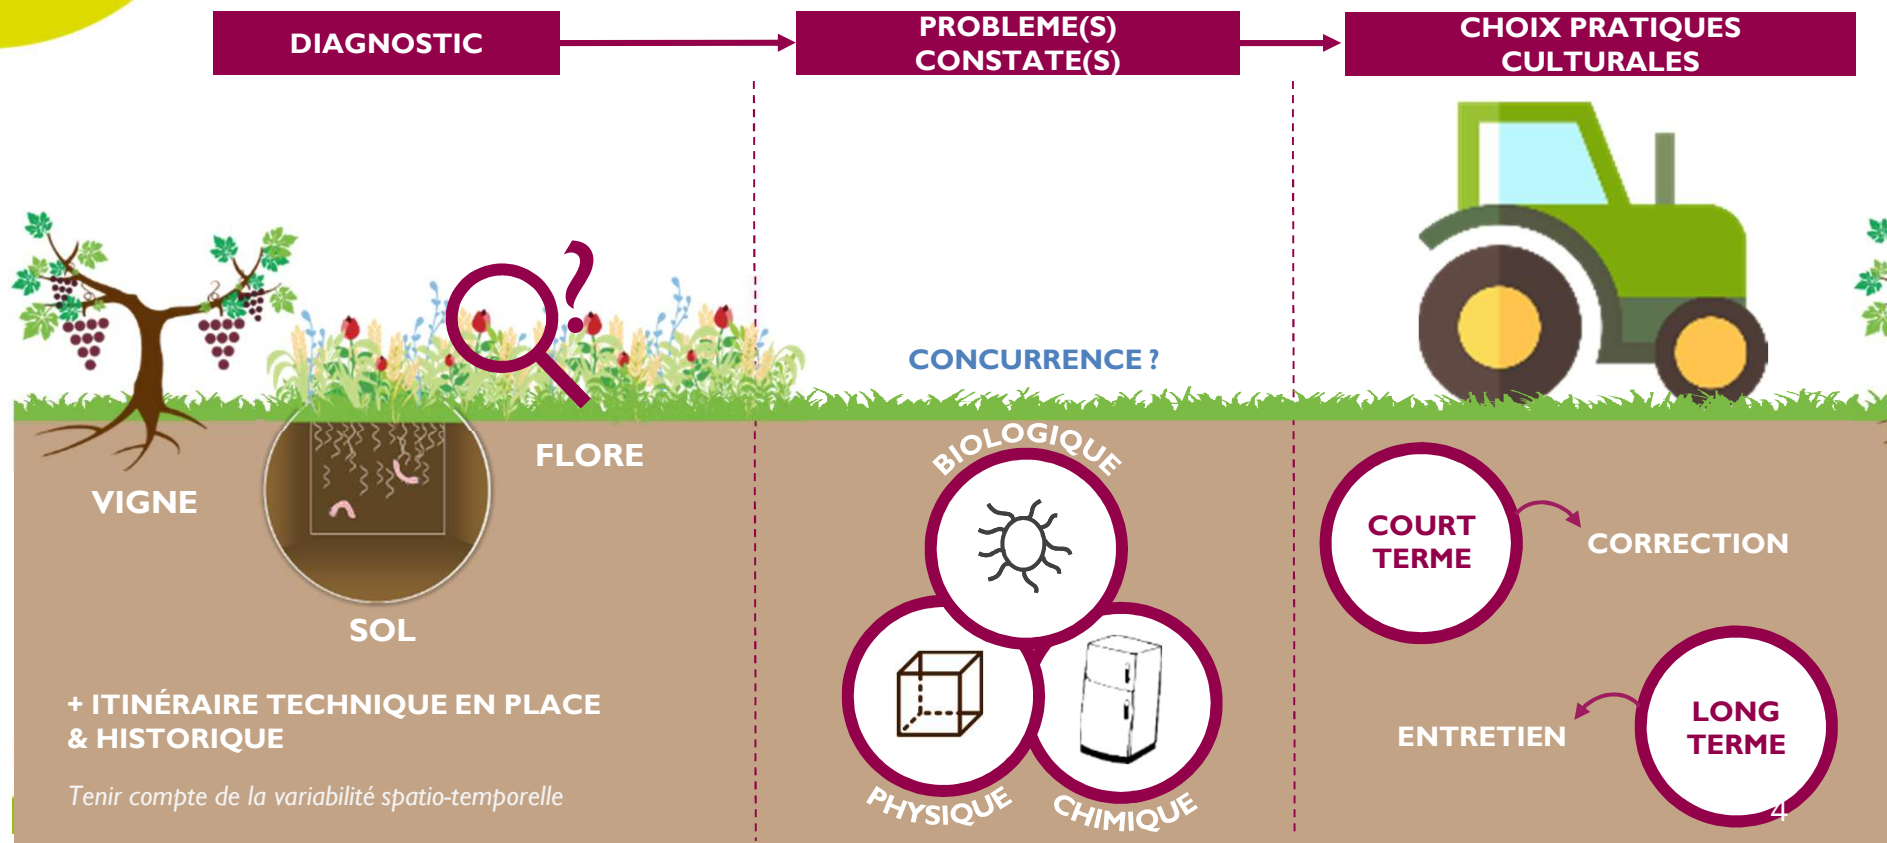 DIAGNOSTIC
PROBLEME(S)
CONSTATE(S)
CHOIX PRATIQUES
CULTURALES
?
VIGNE
FLORE
SOL
+ ITINÉRAIRE TECHNIQUE EN PLACE
& HISTORIQUE
Tenir compte de la variabilité spatio-temporelle
CONCURRENCE ?
BIOLOGIQUE
PHYSIQUE
CHIMIQUE
COURT
TERME
CORRECTION
ENTRETIEN
LONG
TERME
4